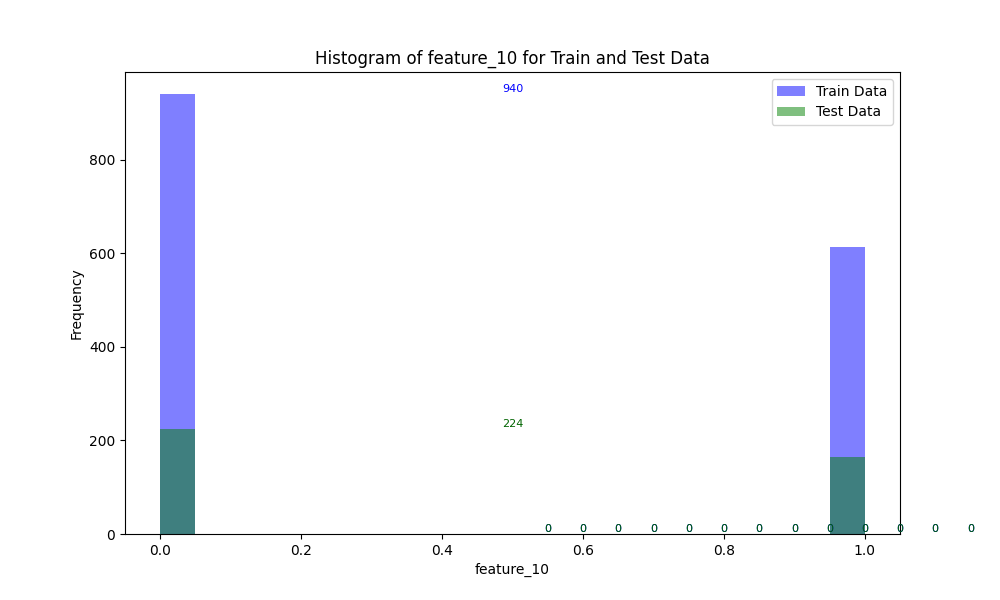 Histogram of feature_10 for Train and Test Data
940
Train Data
Test Data
800
600
Frequency
400
224
200
0
0 0 0 0 0 0 0 0 0 0 0 0 0
0.0 0.2 0.4 0.6 0.8 1.0
feature_10